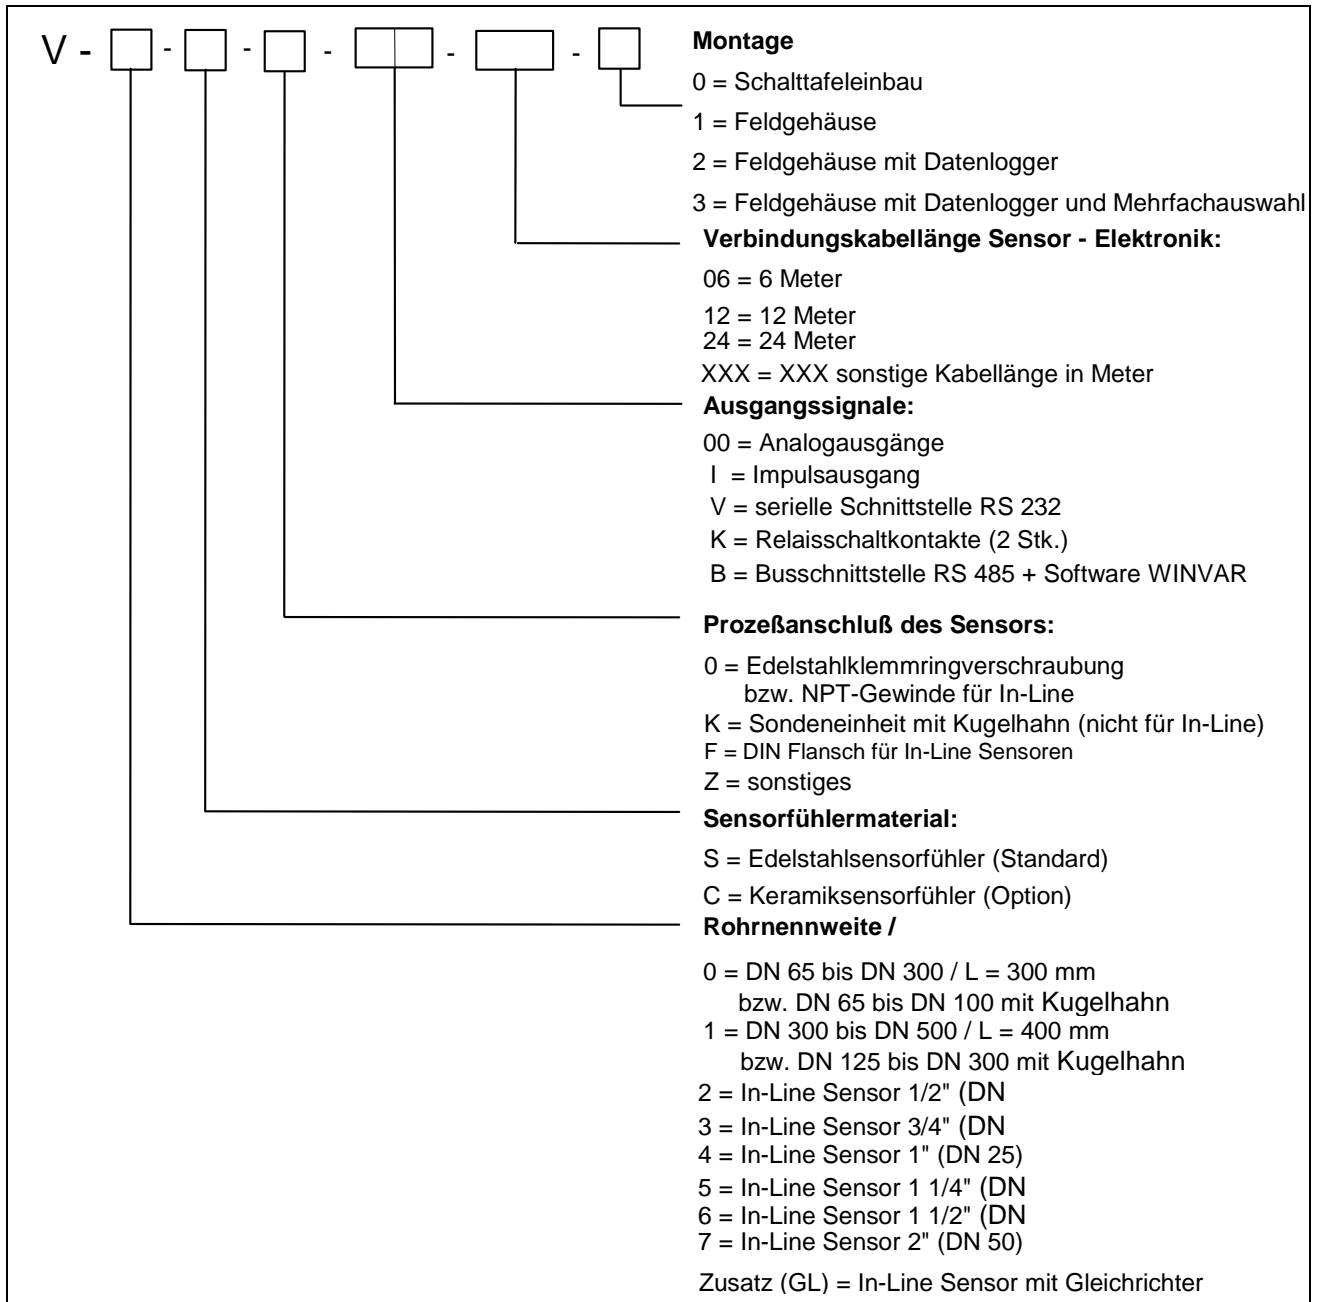 V - - - - - -
Montage
0 = Schalttafeleinbau
1 = Feldgehäuse
2 = Feldgehäuse mit Datenlogger
3 = Feldgehäuse mit Datenlogger und Mehrfachauswahl
Verbindungskabellänge Sensor - Elektronik:
06 = 6 Meter
12 = 12 Meter
24 = 24 Meter
XXX = XXX sonstige Kabellänge in Meter
Ausgangssignale:
00 = Analogausgänge
I = Impulsausgang
V = serielle Schnittstelle RS 232
K = Relaisschaltkontakte (2 Stk.)
B = Busschnittstelle RS 485 + Software WINVAR
Prozeßanschluß des Sensors:
0 = Edelstahlklemmringverschraubung
bzw. NPT-Gewinde für In-Line
K = Sondeneinheit mit Kugelhahn (nicht für In-Line)
F = DIN Flansch für In-Line Sensoren
Z = sonstiges
Sensorfühlermaterial:
S = Edelstahlsensorfühler (Standard)
C = Keramiksensorfühler (Option)
Rohrnennweite /
0 = DN 65 bis DN 300 / L = 300 mm
bzw. DN 65 bis DN 100 mit Kugelhahn
1 = DN 300 bis DN 500 / L = 400 mm
bzw. DN 125 bis DN 300 mit Kugelhahn
2 = In-Line Sensor 1/2" (DN
3 = In-Line Sensor 3/4" (DN
4 = In-Line Sensor 1" (DN 25)
5 = In-Line Sensor 1 1/4" (DN
6 = In-Line Sensor 1 1/2" (DN
7 = In-Line Sensor 2" (DN 50)
Zusatz (GL) = In-Line Sensor mit Gleichrichter